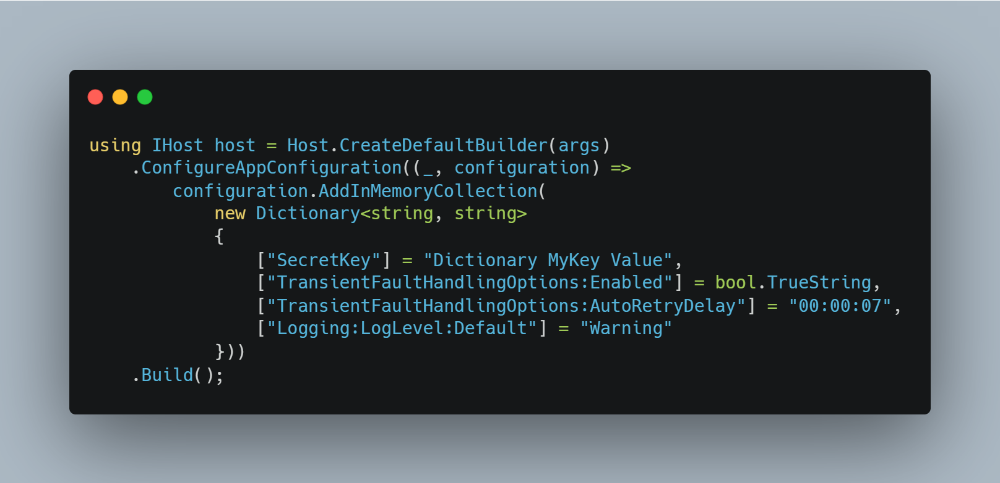 using IHost host = Host.CreateDefaultBuilder(args)
    .ConfigureAppConfiguration((_, configuration) =>
        configuration.AddInMemoryCollection(
            new Dictionary<string, string>
            {
                ["SecretKey"] = "Dictionary MyKey Value",
                ["TransientFaultHandlingOptions:Enabled"] = bool.TrueString,
                ["TransientFaultHandlingOptions:AutoRetryDelay"] = "00:00:07",
                ["Logging:LogLevel:Default"] = "Warning"
            }))
    .Build();